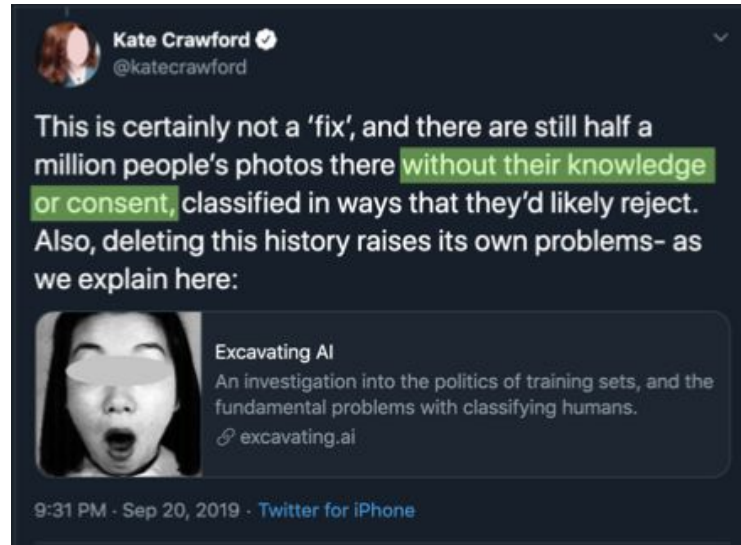 Kate Crawford
@katecrawford
This is certainly not a ‘fix’, and there are still half a
million people’s photos there without their knowledge
or consent, classified in ways that they’d likely reject.
Also, deleting this history raises its own problems- as
we explain here:
Excavating AI
An investigation into the politics of training sets, and the
fundamental problems with classifying humans.
excavating.ai
9:31 PM · Sep 20, 2019 · Twitter for iPhone